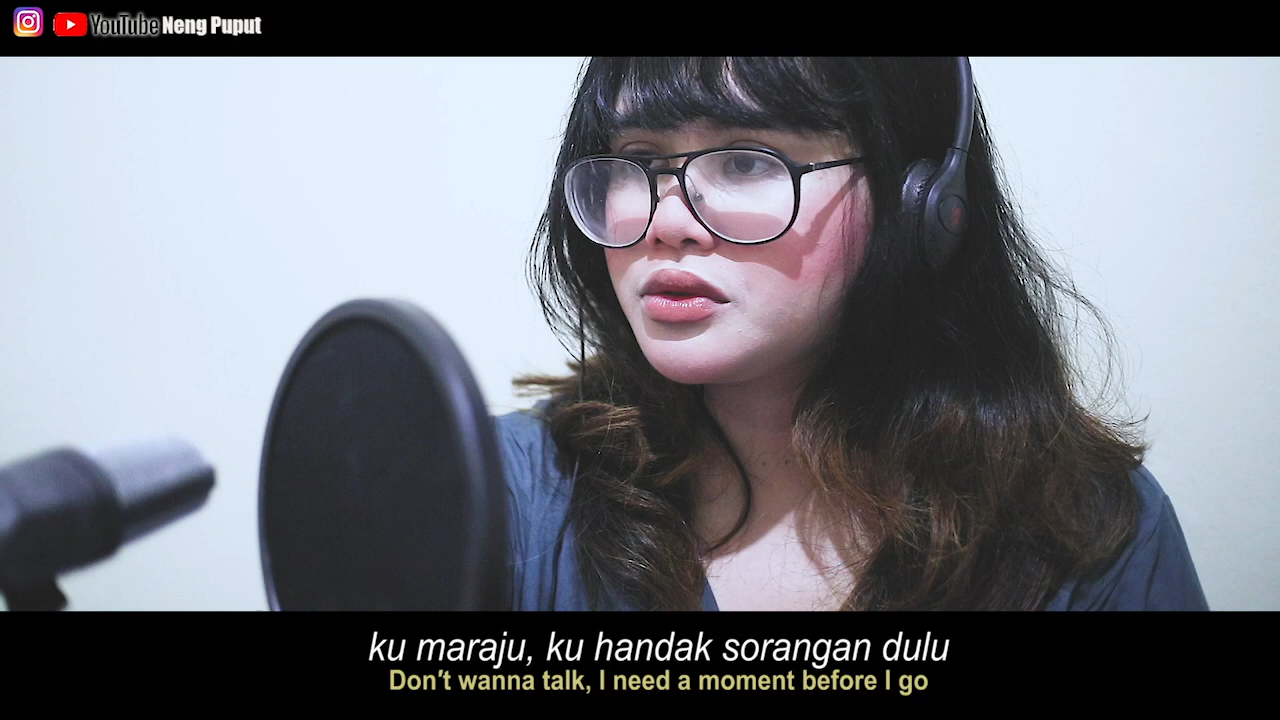 YouTube Neng Puput
ku maraju, ku handak sorangan dulu
Don't wanna talk, I need a moment before I go